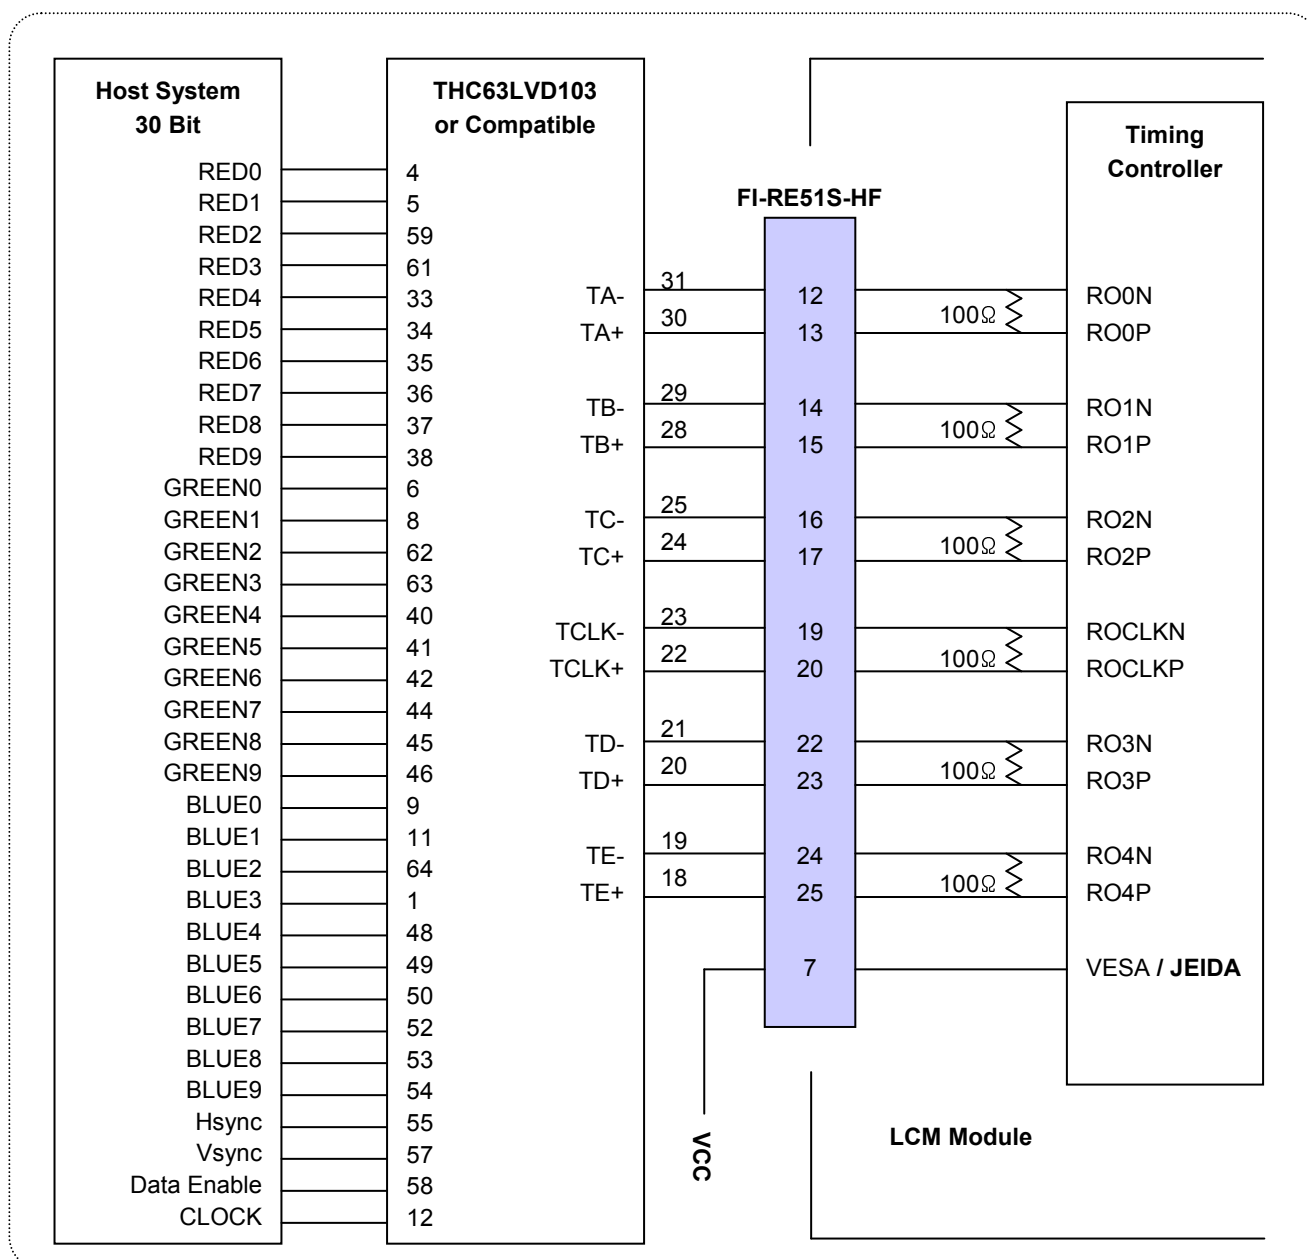 Host System
30 Bit
RED0
RED1
RED2
RED3
RED4
RED5
RED6
RED7
RED8
RED9
GREEN0
GREEN1
GREEN2
GREEN3
GREEN4
GREEN5
GREEN6
GREEN7
GREEN8
GREEN9
BLUE0
BLUE1
BLUE2
BLUE3
BLUE4
BLUE5
BLUE6
BLUE7
BLUE8
BLUE9
Hsync
Vsync
Data Enable
CLOCK
THC63LVD103
or Compatible
4
5
59
61
33
34
35
36
37
38
6
8
62
63
40
41
42
44
45
46
9
11
64
1
48
49
50
52
53
54
55
57
58
12
TA-
TA+
TB-
TB+
TC-
TC+
TCLK-
TCLK+
TD-
TD+
TE-
TE+
31
30
29
28
25
24
23
22
21
20
19
18
VCC
FI-RE51S-HF
12
13
14
15
16
17
19
20
22
23
24
25
7
100Ω
100Ω
100Ω
100Ω
100Ω
100Ω
Timing
Controller
RO0N
RO0P
RO1N
RO1P
RO2N
RO2P
ROCLKN
ROCLKP
RO3N
RO3P
RO4N
RO4P
VESA / JEIDA
LCM Module